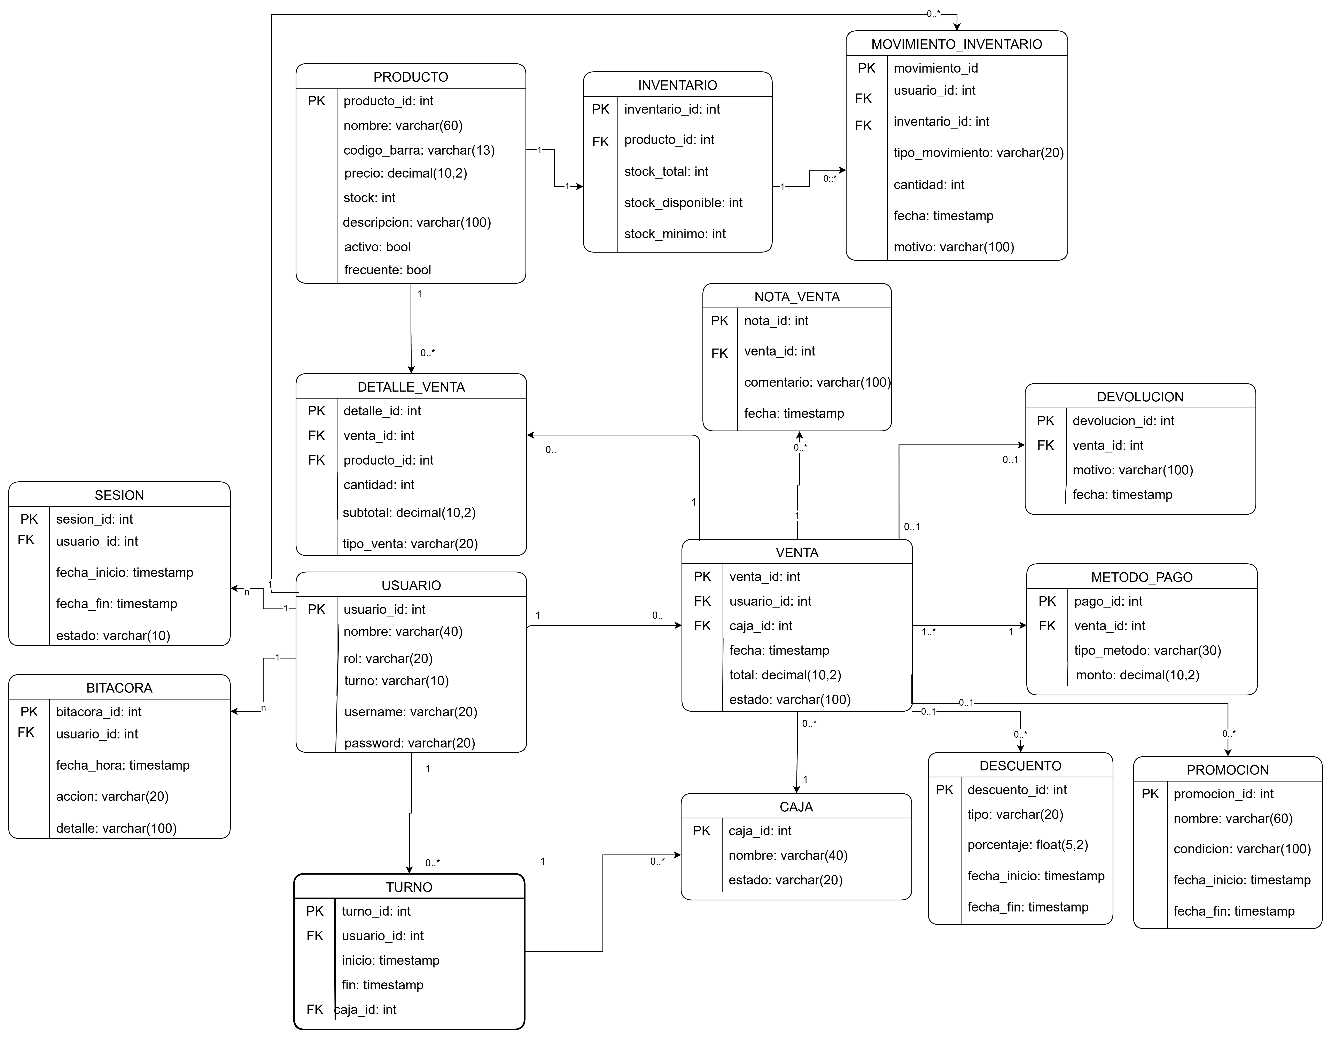 0..*
MOVIMIENTO_INVENTARIO
PK movimiento_id
FK usuario_id: int
FK inventario_id: int
tipo_movimiento: varchar(20)
cantidad: int
fecha: timestamp
motivo: varchar(100)
PRODUCTO
PK producto_id: int
nombre: varchar(60)
codigo_barra: varchar(13)
precio: decimal(10,2)
stock: int
descripcion: varchar(100)
activo: bool
frecuente: bool
1
1
INVENTARIO
PK inventario_id: int
FK producto_id: int
stock_total: int
stock_disponible: int
stock_minimo: int
1
0..*
1
0..*
NOTA_VENTA
PK nota_id: int
FK venta_id: int
comentario: varchar(100)
fecha: timestamp
0..*
1
DETALLE_VENTA
PK detalle_id: int
FK venta_id: int
FK producto_id: int
cantidad: int
subtotal: decimal(10,2)
tipo_venta: varchar(20)
0..
1
DEVOLUCION
PK devolucion_id: int
FK venta_id: int
motivo: varchar(100)
fecha: timestamp
0..1
0..1
SESION
PK sesion_id: int
FK usuario_id: int
fecha_inicio: timestamp
fecha_fin: timestamp
estado: varchar(10)
n
1
1
USUARIO
PK usuario_id: int
nombre: varchar(40)
rol: varchar(20)
turno: varchar(10)
username: varchar(20)
password: varchar(20)
1
0..
VENTA
PK venta_id: int
FK usuario_id: int
FK caja_id: int
fecha: timestamp
total: decimal(10,2)
estado: varchar(100)
1..*
1
METODO_PAGO
PK pago_id: int
FK venta_id: int
tipo_metodo: varchar(30)
monto: decimal(10,2)
BITACORA
PK bitacora_id: int
FK usuario_id: int
fecha_hora: timestamp
accion: varchar(20)
detalle: varchar(100)
1
n
0..1
0..1
0..*
0..*
0..*
1
DESCUENTO
PK descuento_id: int
tipo: varchar(20)
porcentaje: float(5,2)
fecha_inicio: timestamp
fecha_fin: timestamp
PROMOCION
PK promocion_id: int
nombre: varchar(60)
condicion: varchar(100)
fecha_inicio: timestamp
fecha_fin: timestamp
CAJA
PK caja_id: int
nombre: varchar(40)
estado: varchar(20)
1
0..*
1
0..*
TURNO
PK turno_id: int
FK usuario_id: int
inicio: timestamp
fin: timestamp
FK caja_id: int